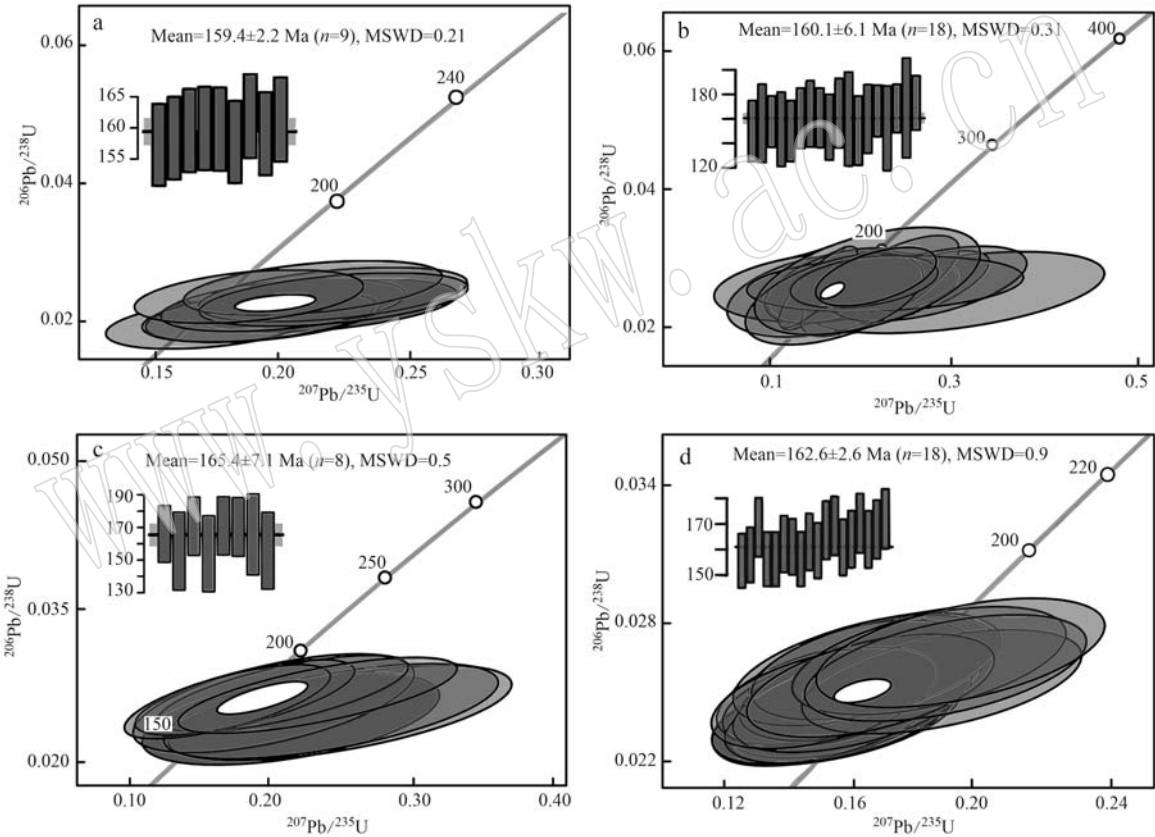 a
Mean=159.4±2.2 Ma (n=9), MSWD=0.21
0.06
0.04
0.02
²⁰⁶Pb/²³⁸U
165
160
155
240
200
0.15
0.20
0.30
²⁰⁷Pb/²³⁵U
b
Mean=160.1±6.1 Ma (n=18), MSWD=0.31
0.06
0.04
0.02
²⁰⁶Pb/²³⁸U
180
120
400
300
200
0.1
0.3
0.5
²⁰⁷Pb/²³⁵U
c
Mean=165.4±7.1 Ma (n=8), MSWD=0.5
0.050
0.035
0.020
²⁰⁶Pb/²³⁸U
190
170
150
130
300
250
200
150
0.10
0.20
0.30
0.40
²⁰⁷Pb/²³⁵U
d
Mean=162.6±2.6 Ma (n=18), MSWD=0.9
0.034
0.028
0.022
²⁰⁶Pb/²³⁸U
170
150
220
200
0.12
0.16
0.20
0.24
²⁰⁷Pb/²³⁵U
www.yskw.ac.cn